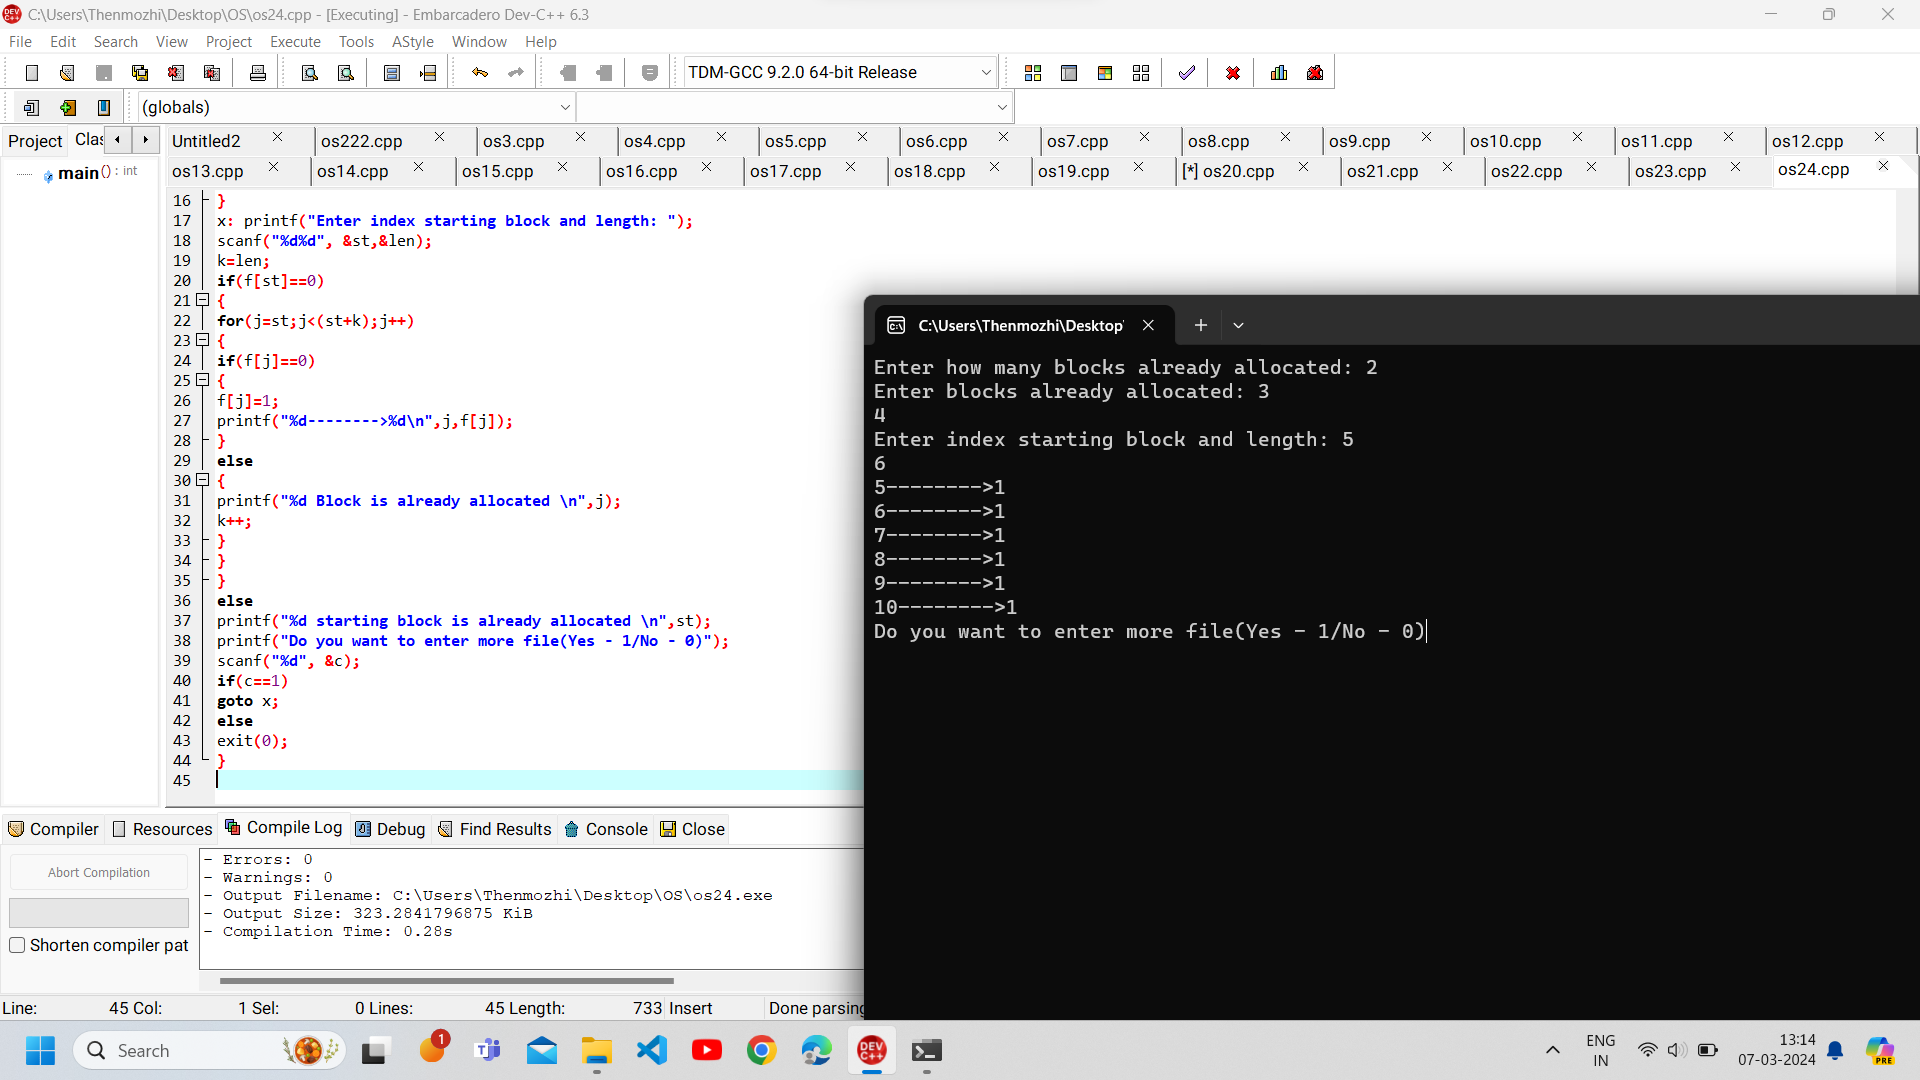 C:\Users\Thenmozhi\Desktop\OS\os24.cpp - [Executing] - Embarcadero Dev-C++ 6.3
File Edit Search View Project Execute Tools AStyle Window Help
TDM-GCC 9.2.0 64-bit Release
(globals)
Project Clas Untitled2 os222.cpp os3.cpp os4.cpp os5.cpp os6.cpp os7.cpp os8.cpp os9.cpp os10.cpp os11.cpp os12.cpp
os13.cpp os14.cpp os15.cpp os16.cpp os17.cpp os18.cpp os19.cpp [*] os20.cpp os21.cpp os22.cpp os23.cpp os24.cpp
main() : int
16 }
17 x: printf("Enter index starting block and length: ");
18 scanf("%d%d", &st,&len);
19 k=len;
20 if(f[st]==0)
21 {
22 for(j=st;j<(st+k);j++)
23 {
24 if(f[j]==0)
25 {
26 f[j]=1;
27 printf("%d-------->%d\n",j,f[j]);
28 }
29 else
30 {
31 printf("%d Block is already allocated \n",j);
32 k++;
33 }
34 }
35 }
36 else
37 printf("%d starting block is already allocated \n",st);
38 printf("Do you want to enter more file(Yes - 1/No - 0)");
39 scanf("%d", &c);
40 if(c==1)
41 goto x;
42 else
43 exit(0);
44 }
45
C:\Users\Thenmozhi\Desktop'
Enter how many blocks already allocated: 2
Enter blocks already allocated: 3
4
Enter index starting block and length: 5
6
5-------->1
6-------->1
7-------->1
8-------->1
9-------->1
10-------->1
Do you want to enter more file(Yes - 1/No - 0)
Compiler Resources Compile Log Debug Find Results Console Close
Abort Compilation
Shorten compiler pat
- Errors: 0
- Warnings: 0
- Output Filename: C:\Users\Thenmozhi\Desktop\OS\os24.exe
- Output Size: 323.2841796875 KiB
- Compilation Time: 0.28s
Line: 45 Col: 1 Sel: 0 Lines: 45 Length: 733 Insert Done parsing
Search
1
DEV C++
ENG
IN
13:14
07-03-2024
PRE